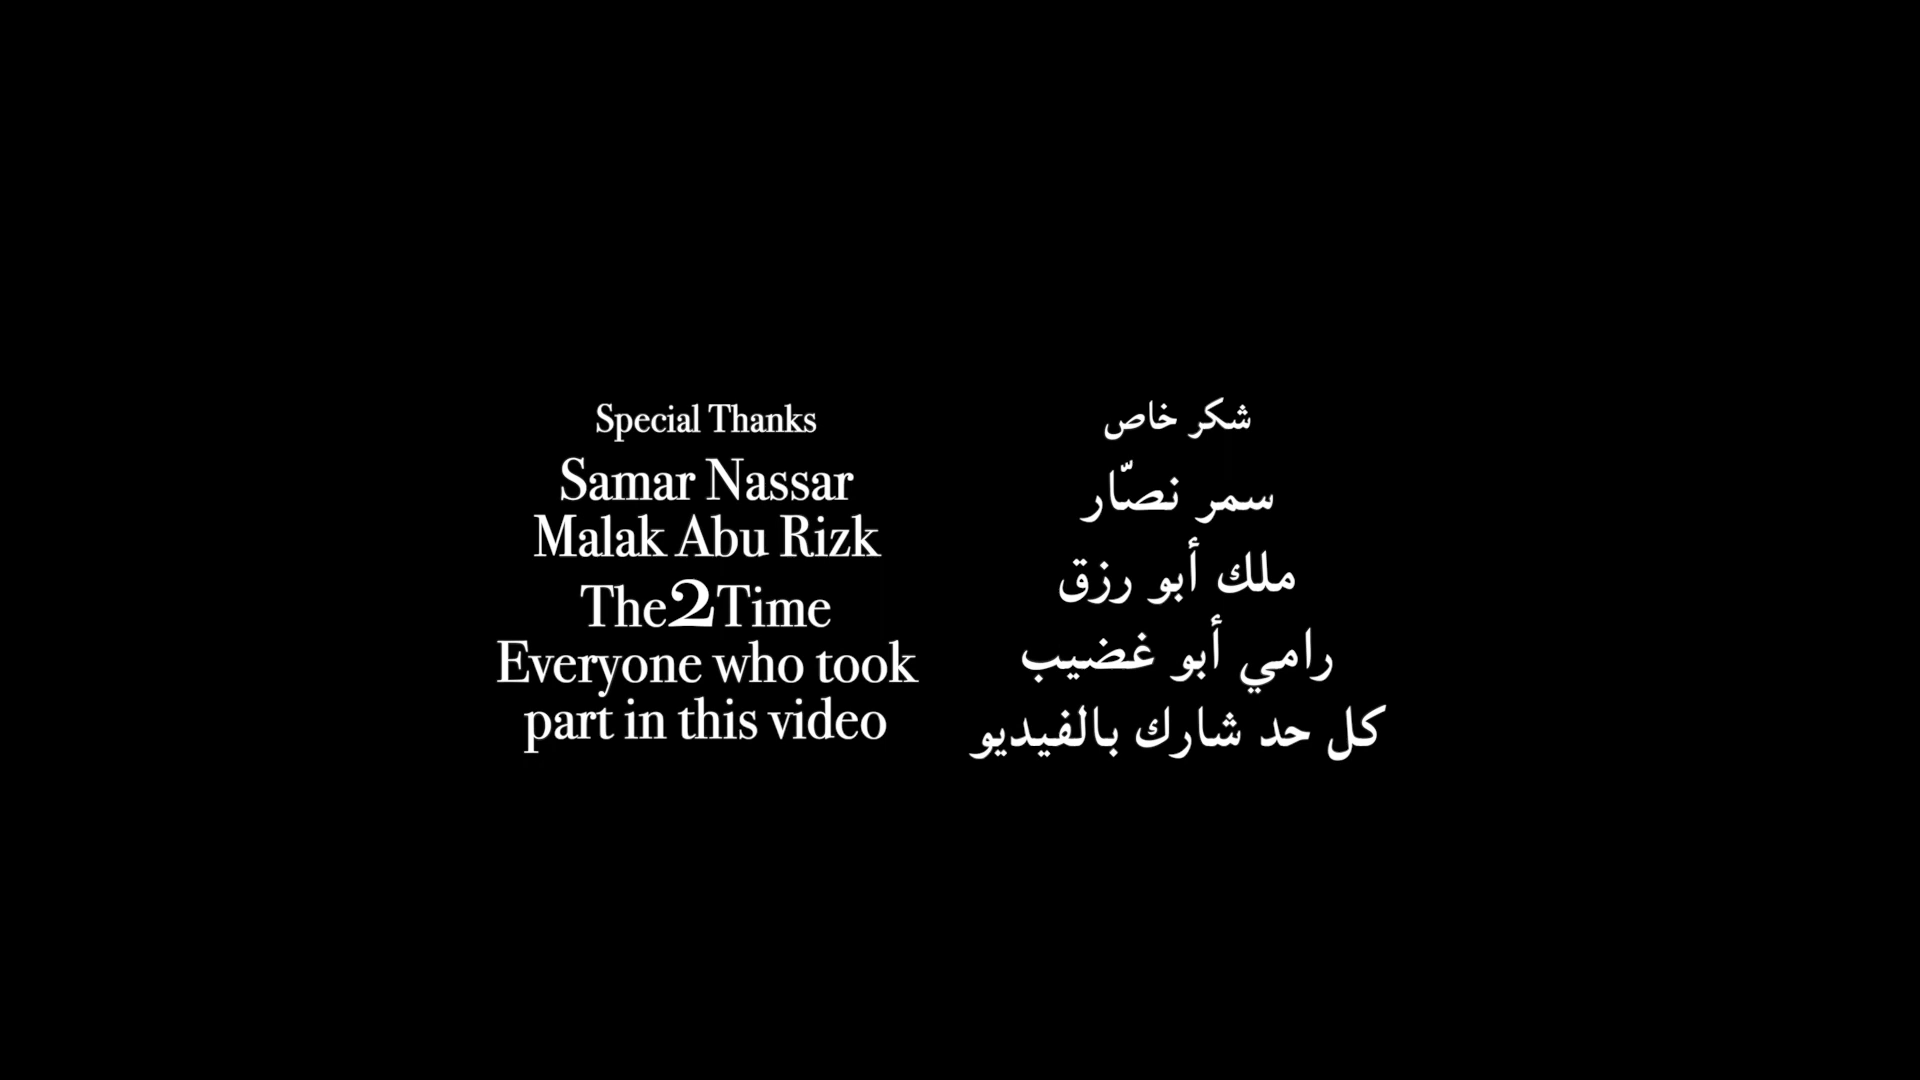 Special Thanks
Samar Nassar
Malak Abu Rizk
The2Time
Everyone who took
part in this video
شكر خاص
سمر نصّار
ملك أبو رزق
رامي أبو غضيب
كل حد شارك بالفيديو